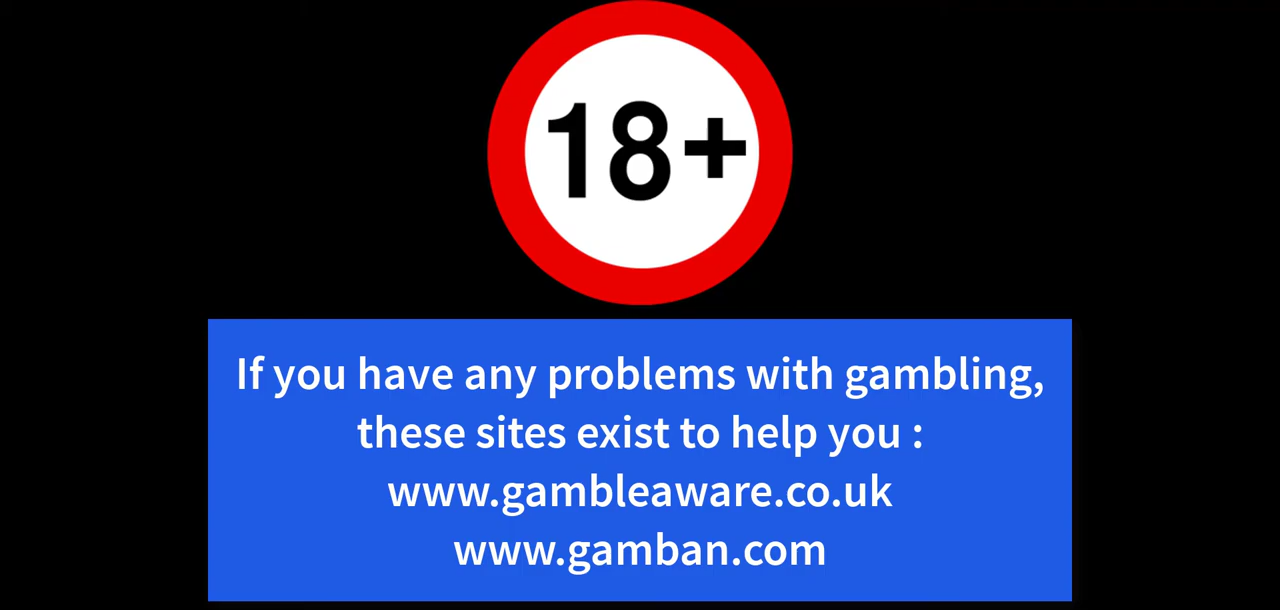 18+
If you have any problems with gambling,
these sites exist to help you :
www.gambleaware.co.uk
www.gamban.com